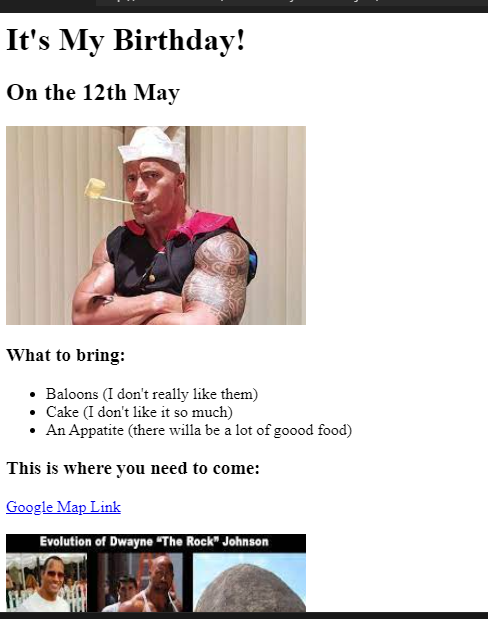 It's My Birthday!
On the 12th May
What to bring:
Baloons (I don't really like them)
Cake (I don't like it so much)
An Appatite (there willa be a lot of goood food)
This is where you need to come:
Google Map Link
Evolution of Dwayne "The Rock" Johnson